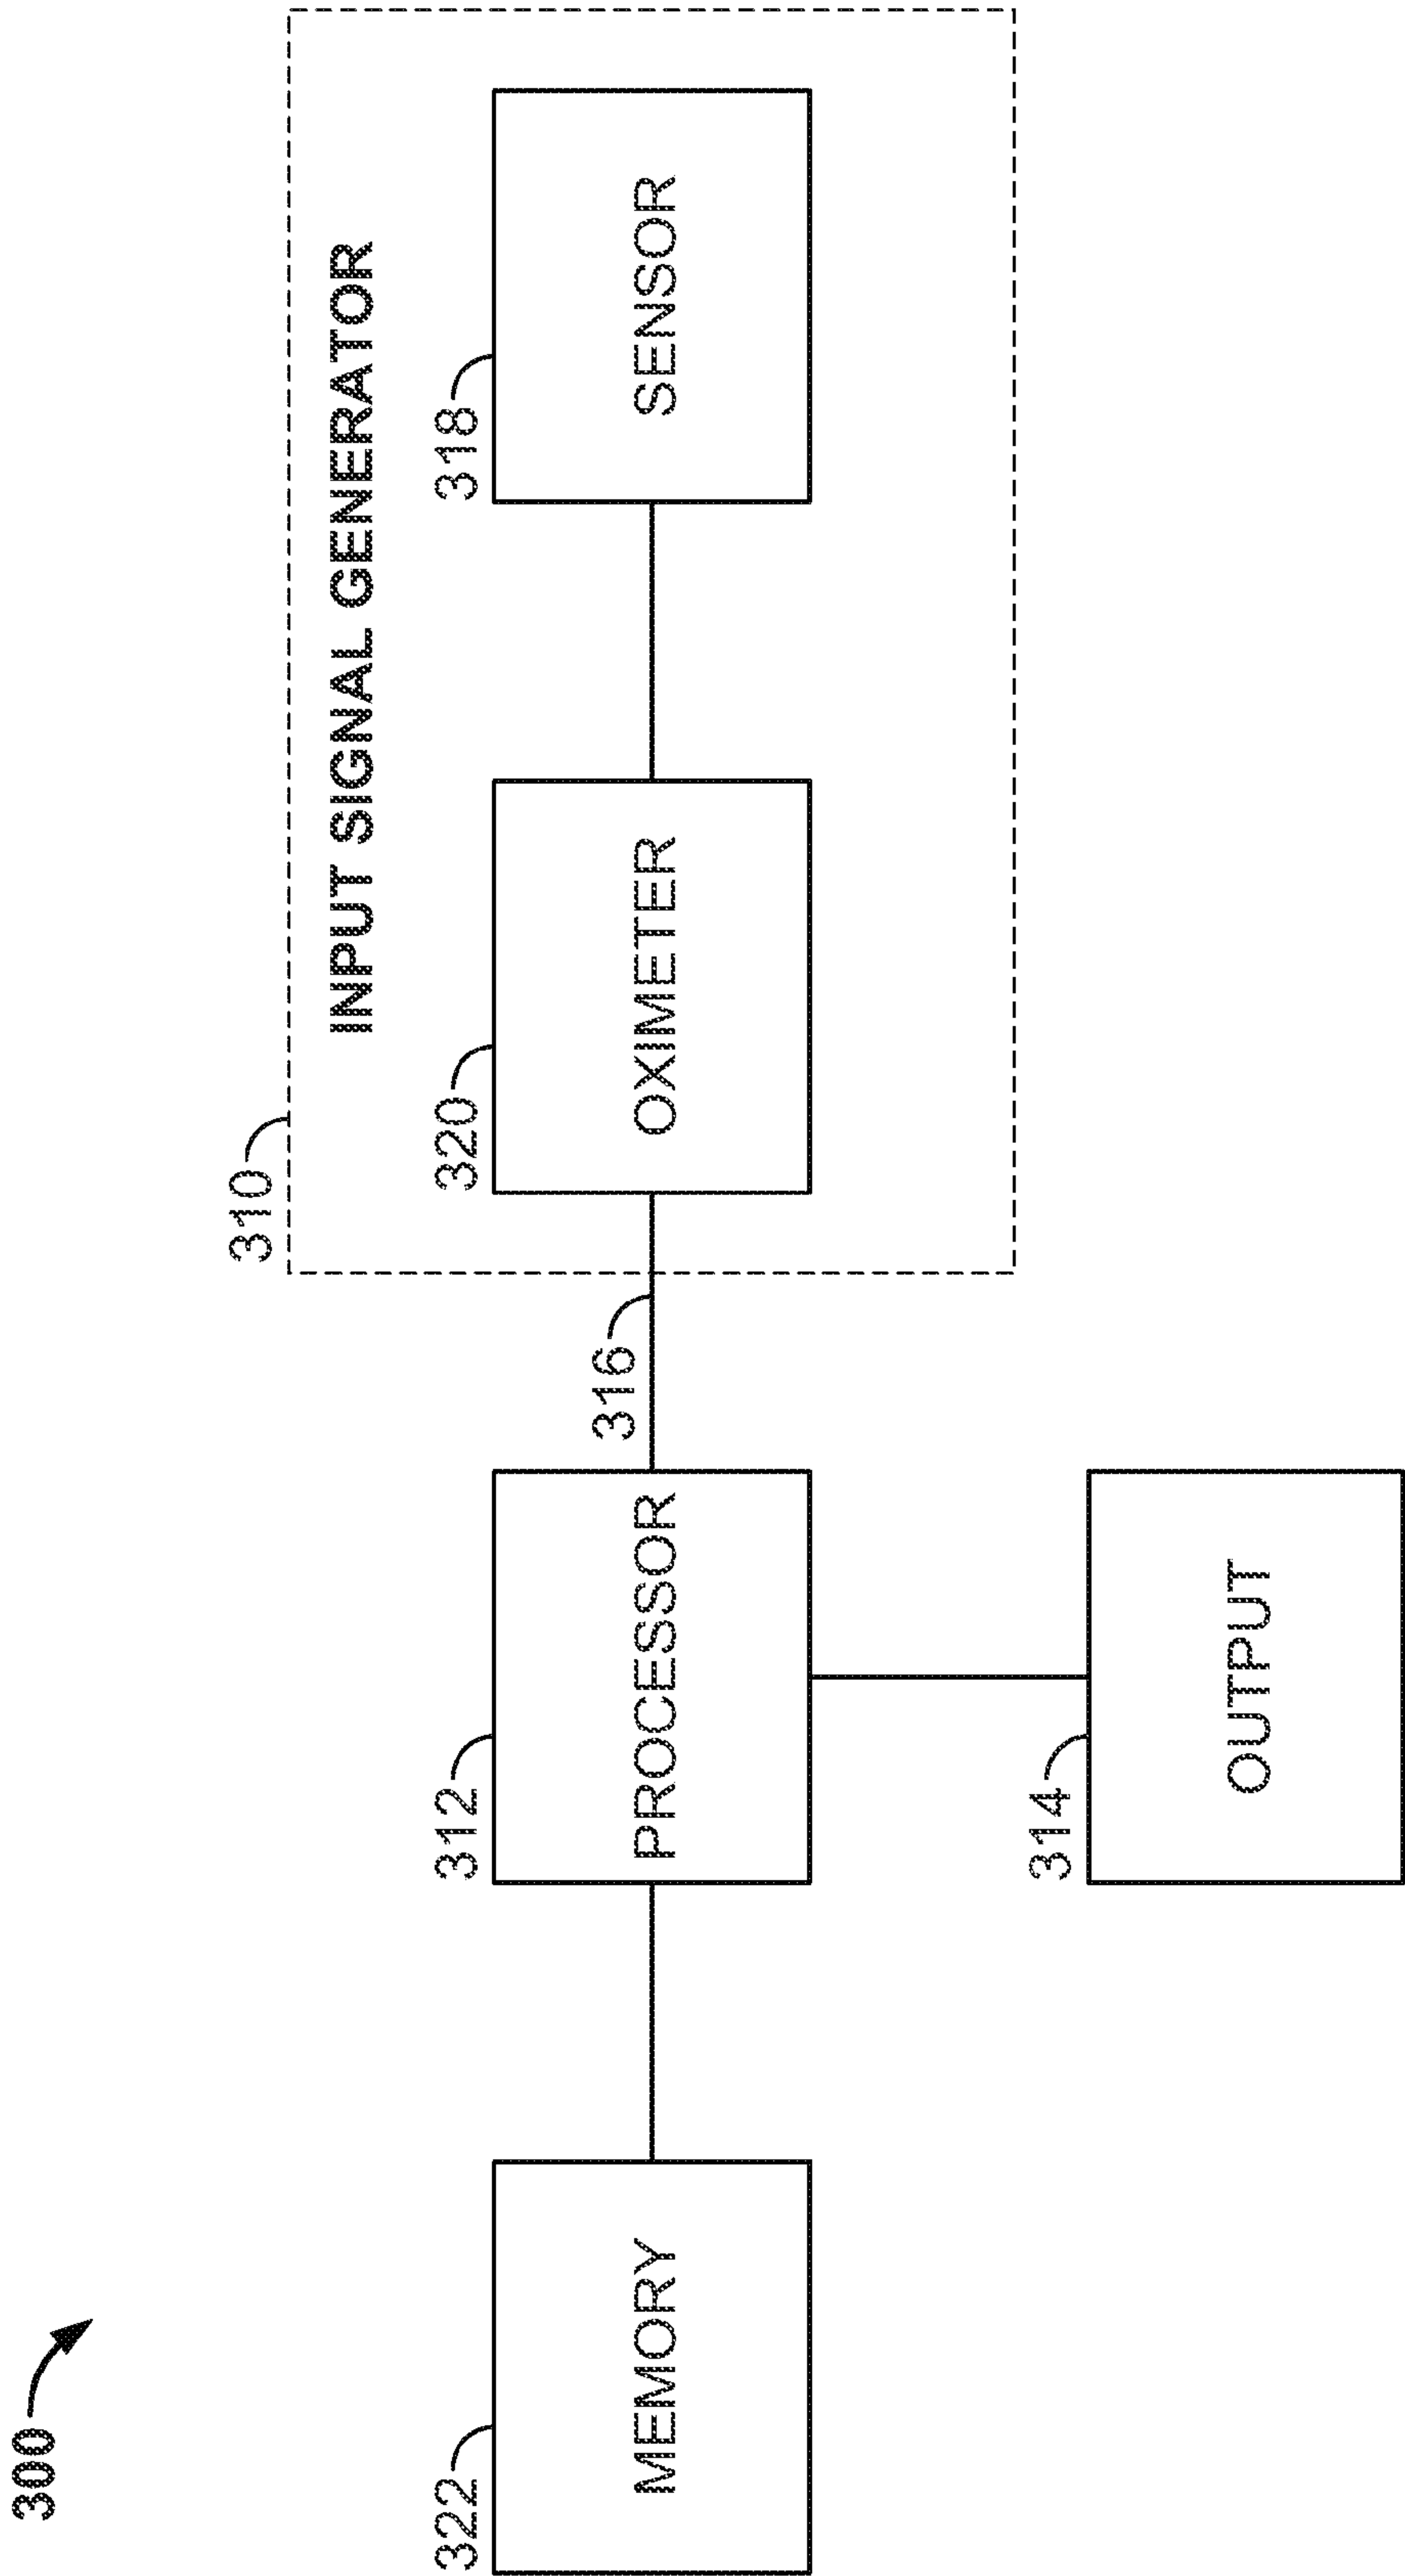 300
310
INPUT SIGNAL GENERATOR
322
312
320
318
316
MEMORY
PROCESSOR
OXIMETER
SENSOR
314
OUTPUT